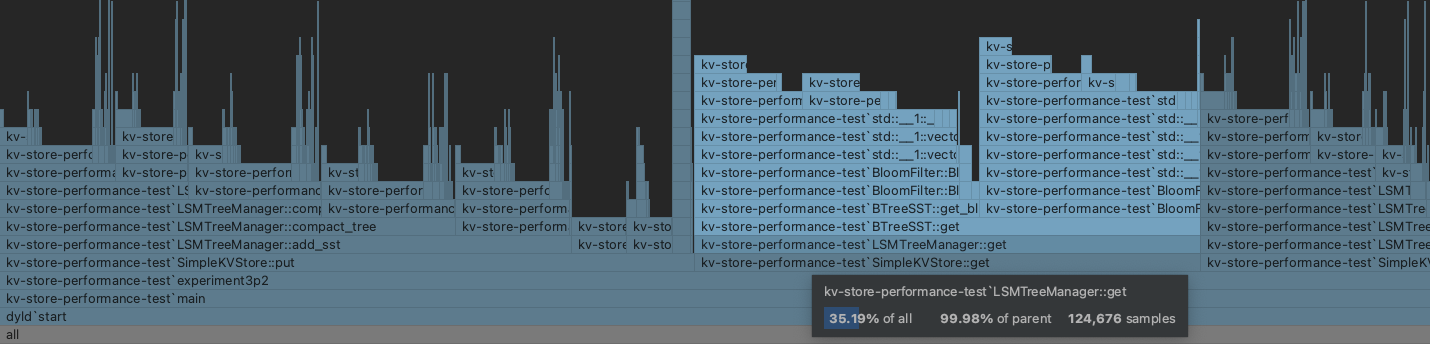 kv-s
kv-store kv-store-p
kv-store-per kv-store kv-store-perfor kv-s
kv-store-perform kv-store-pe kv-store-performance-test`std
kv-store-performance-test`std::__1::_ kv-store-performance-test`std::__ kv-store-perf
kv- kv-store kv-store-performance-test`std::__1::vecto kv-store-performance-test`std::__ kv-store-perform kv-stor
kv-store-perfo kv-store-p kv-s kv-store-performance-test`std::__1::vecto kv-store-performance-test`std::__ kv-store-perform kv-store- kv-
kv-store-performa kv-store-p kv-store-perform kv-st kv-st kv-store-performance-test`BloomFilter::Bl kv-store-performance-test`std::__ kv-store-performance-test
kv-store-performance-test`LS kv-store-performanc kv-store-perfor kv-store-perfo kv-store-performance-test`BloomFilter::Bl kv-store-performance-test`BloomF kv-store-performance-test`LSMT
kv-store-performance-test`LSMTreeManager::comp kv-store-performanc kv-store-perform kv-store-performance-test`BTreeSST::get_bl kv-store-performance-test`BloomF kv-store-performance-test`LSMTre
kv-store-performance-test`LSMTreeManager::compact_tree kv-store-perform kv-store kv-sto kv-store-performance-test`BTreeSST::get kv-store-performance-test`LSMTree
kv-store-performance-test`LSMTreeManager::add_sst kv-store kv-sto kv-store-performance-test`LSMTreeManager::get kv-store-performance-test`LSMTree
kv-store-performance-test`SimpleKVStore::put kv-store-performance-test`SimpleKVStore::get kv-store-performance-test`SimpleKV
kv-store-performance-test`experiment3p2
kv-store-performance-test`main
dyld`start
all
kv-store-performance-test`LSMTreeManager::get
35.19% of all 99.98% of parent 124,676 samples